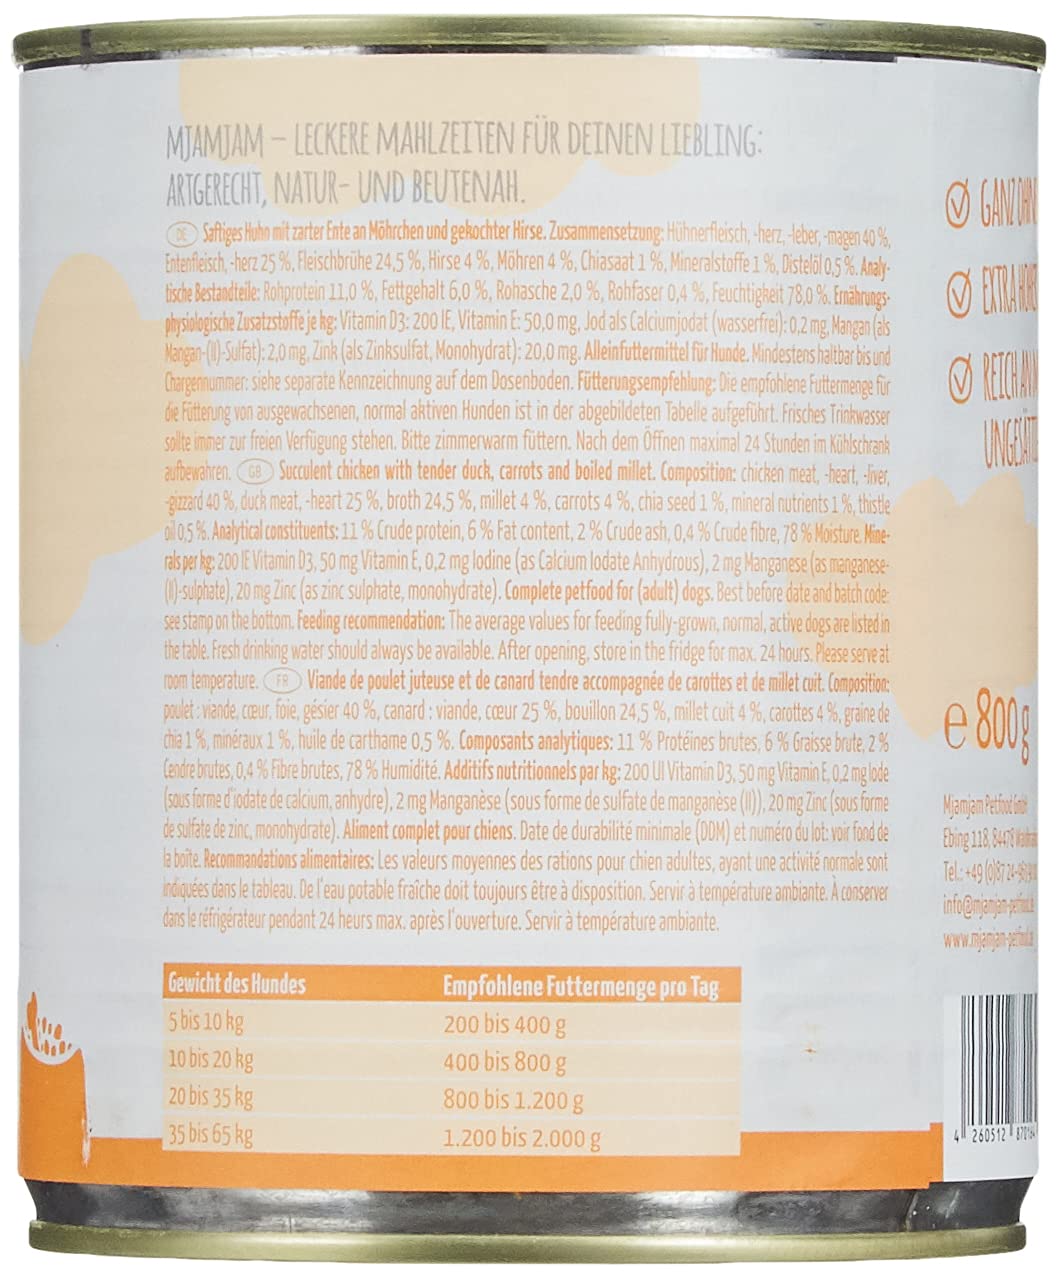 MJAMJAM – LECKERE MAHLZEITEN FÜR DEINEN LIEBLING:
ARTGERECHT, NATUR- UND BEUTENAH.
DE Saftiges Huhn mit zarter Ente an Möhrchen und gekochter Hirse. Zusammensetzung: Hühnerfleisch, -herz, -leber, -magen 40 %,
Entenfleisch, -herz 25 %, Fleischbrühe 24,5 %, Hirse 4 %, Möhren 4 %, Chiasaat 1 %, Mineralstoffe 1 %, Distelöl 0,5 %. Analy-
tische Bestandteile: Rohprotein 11,0 %, Fettgehalt 6,0 %, Rohasche 2,0 %, Rohfaser 0,4 %, Feuchtigkeit 78,0 %. Ernährungs-
physiologische Zusatzstoffe je kg: Vitamin D3: 200 IE, Vitamin E: 50,0 mg, Jod als Calciumjodat (wasserfrei): 0,2 mg, Mangan (als
Mangan-(II)-Sulfat): 2,0 mg, Zink (als Zinksulfat, Monohydrat): 20,0 mg. Alleinfuttermittel für Hunde. Mindestens haltbar bis und
Chargennummer: siehe separate Kennzeichnung auf dem Dosenboden. Fütterungsempfehlung: Die empfohlene Futtermenge für
die Fütterung von ausgewachsenen, normal aktiven Hunden ist in der abgebildeten Tabelle aufgeführt. Frisches Trinkwasser
sollte immer zur freien Verfügung stehen. Bitte zimmerwarm füttern. Nach dem Öffnen maximal 24 Stunden im Kühlschrank
aufbewahren. GB Succulent chicken with tender duck, carrots and boiled millet. Composition: chicken meat, -heart, -liver,
-gizzard 40 %, duck meat, -heart 25 %, broth 24,5 %, millet 4 %, carrots 4 %, chia seed 1 %, mineral nutrients 1 %, thistle
oil 0,5 %. Analytical constituents: 11 % Crude protein, 6 % Fat content, 2 % Crude ash, 0,4 % Crude fibre, 78 % Moisture. Mine-
rals per kg: 200 IE Vitamin D3, 50 mg Vitamin E, 0,2 mg Iodine (as Calcium Iodate Anhydrous), 2 mg Manganese (as manganese-
(II)-sulphate), 20 mg Zinc (as zinc sulphate, monohydrate). Complete petfood for (adult) dogs. Best before date and batch code:
see stamp on the bottom. Feeding recommendation: The average values for feeding fully-grown, normal, active dogs are listed in
the table. Fresh drinking water should always be available. After opening, store in the fridge for max. 24 hours. Please serve at
room temperature. FR Viande de poulet juteuse et de canard tendre accompagnée de carottes et de millet cuit. Composition:
poulet : viande, cœur, foie, gésier 40 %, canard : viande, cœur 25 %, bouillon 24,5 %, millet cuit 4 %, carottes 4 %, graine de
chia 1 %, minéraux 1 %, huile de carthame 0,5 %. Composants analytiques: 11 % Protéines brutes, 6 % Graisse brute, 2 %
Cendre brutes, 0,4 % Fibre brutes, 78 % Humidité. Additifs nutritionnels par kg: 200 UI Vitamin D3, 50 mg Vitamin E, 0,2 mg Iode
(sous forme d'iodate de calcium, anhydre), 2 mg Manganèse (sous forme de sulfate de manganèse (II)), 20 mg Zinc (sous forme
de sulfate de zinc, monohydrate). Aliment complet pour chiens. Date de durabilité minimale (DDM) et numéro du lot: voir fond de
la boîte. Recommandations alimentaires: Les valeurs moyennes des rations pour chien adultes, ayant une activité normale sont
indiquées dans le tableau. De l'eau potable fraîche doit toujours être à disposition. Servir à température ambiante. À conserver
dans le réfrigérateur pendant 24 heures max. après l'ouverture. Servir à température ambiante.
Gewicht des Hundes Empfohlene Futtermenge pro Tag
5 bis 10 kg 200 bis 400 g
10 bis 20 kg 400 bis 800 g
20 bis 35 kg 800 bis 1.200 g
35 bis 65 kg 1.200 bis 2.000 g
GANZ
EXTRA
REICH AN
℮ 800 g
Mjamjam Petfood GmbH
Ebing 118, 84478
Tel.: +49 (0)87 24-
info@mjamjam-petfood.de
www.mjamjam-petfood.de
4 260512 870164